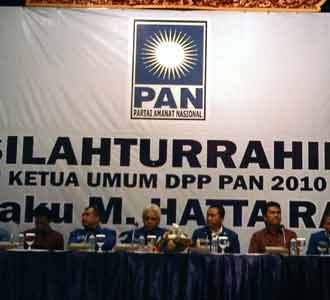 PAN
PARTAI AMANAT NASIONAL
SILAHTURRAHI
KETUA UMUM DPP PAN 2010
aku M. HATTA RA